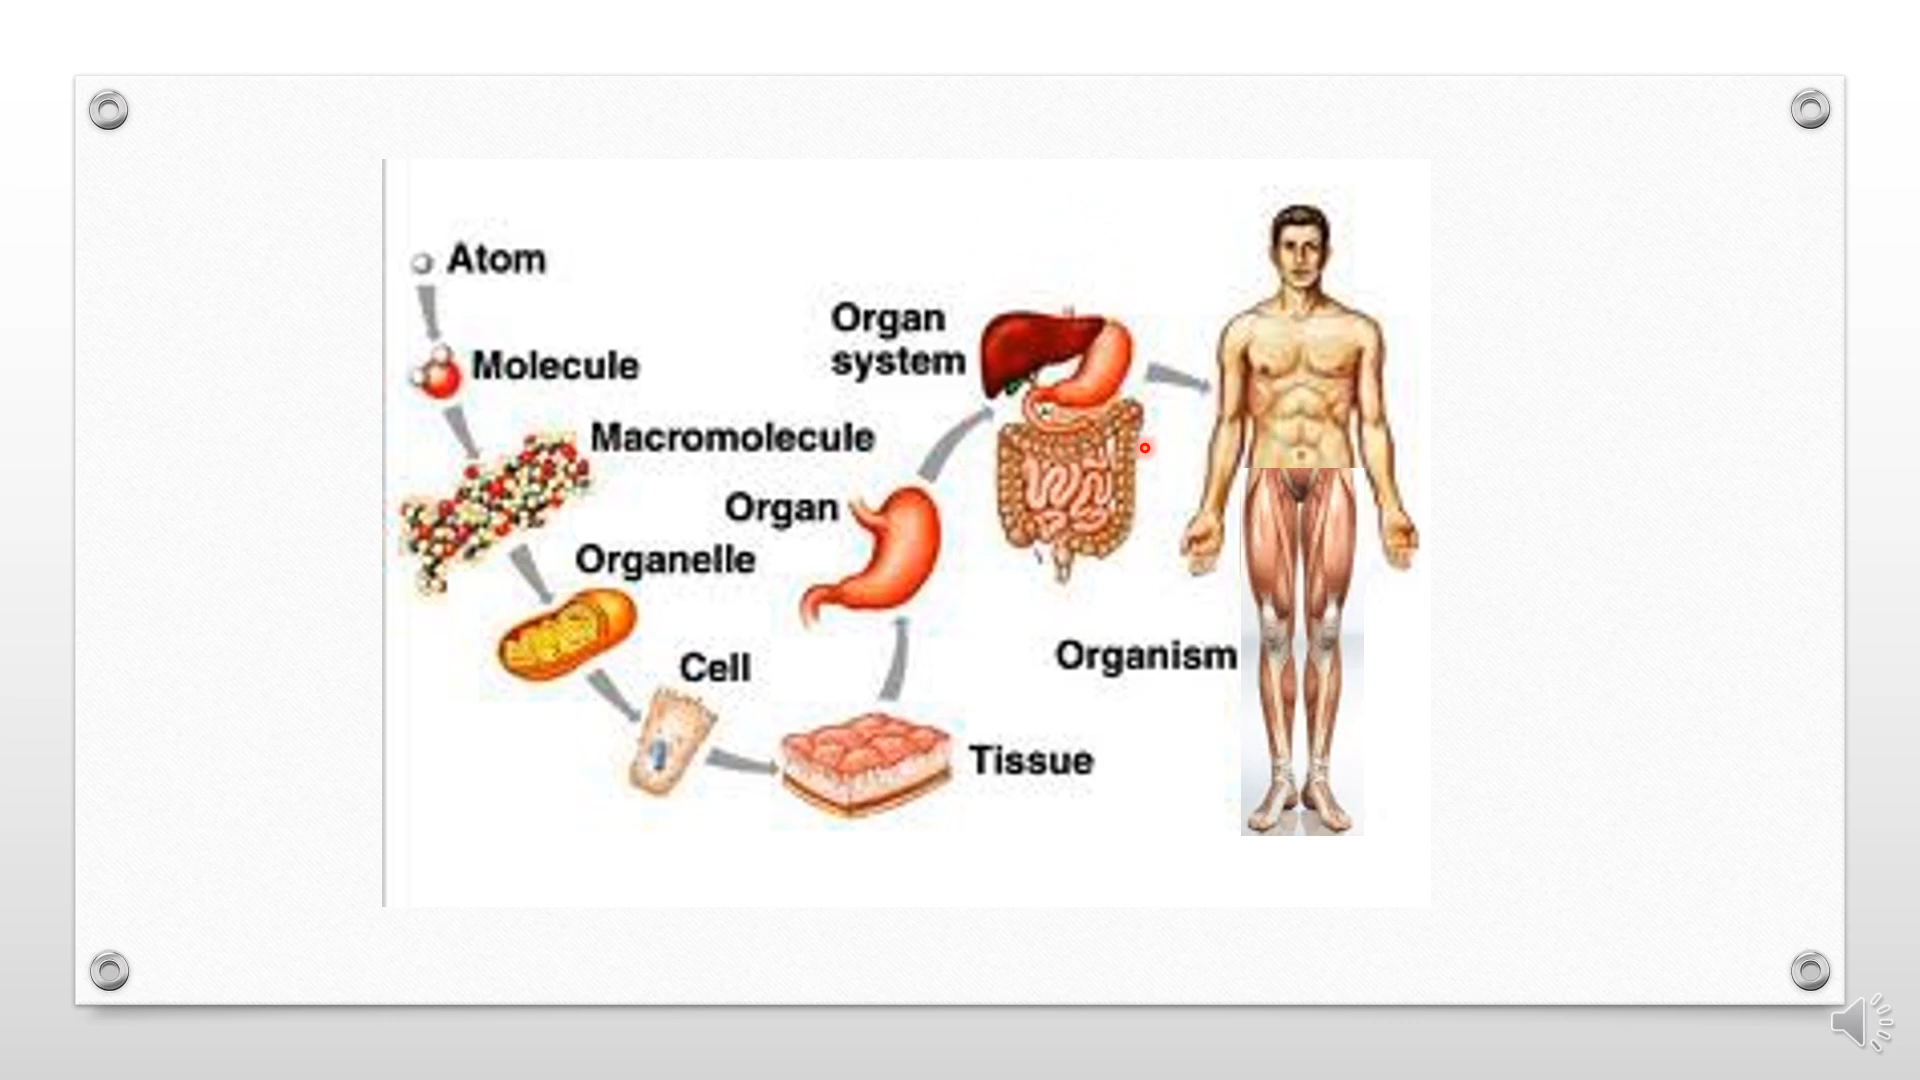 Atom
Molecule
Macromolecule
Organelle
Cell
Tissue
Organ
Organ
system
Organism